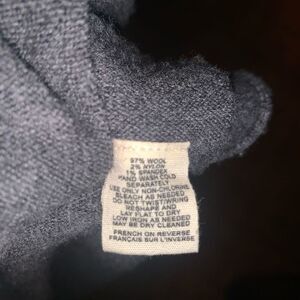 97% WOOL
2% NYLON
1% SPANDEX
HAND WASH COLD
SEPARATELY
USE ONLY NON-CHLORINE
BLEACH AS NEEDED
DO NOT TWIST/WRING
RESHAPE AND
LAY FLAT TO DRY
LOW IRON AS NEEDED
MAY BE DRY CLEANED
FRENCH ON REVERSE
FRANÇAIS SUR L'INVERSE